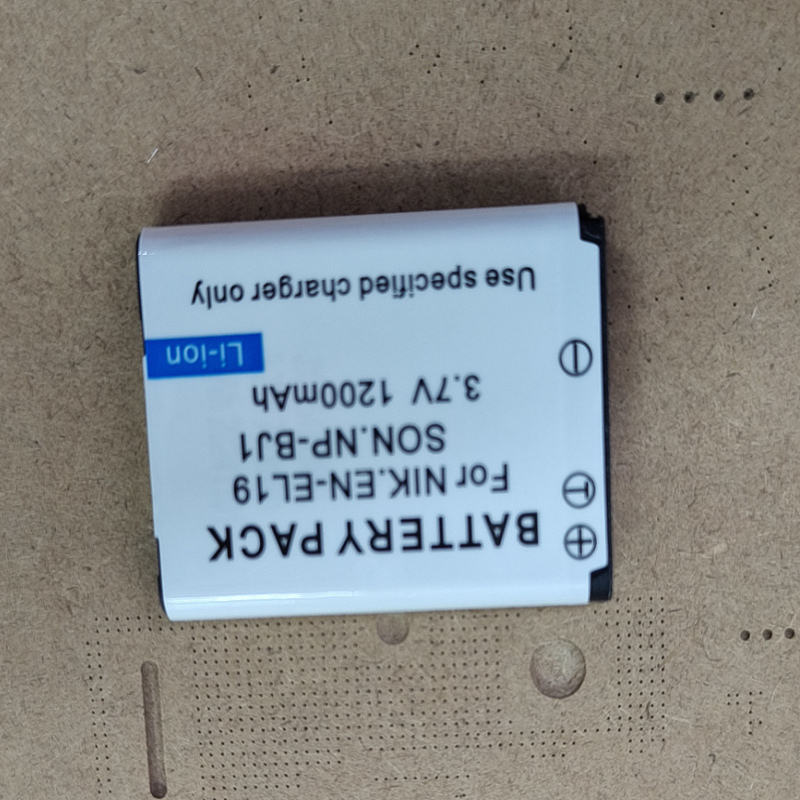 BATTERY PACK
For NIK.EN-EL19
SON.NP-BJ1
3.7V 1200mAh
Li-ion
Use specified charger only